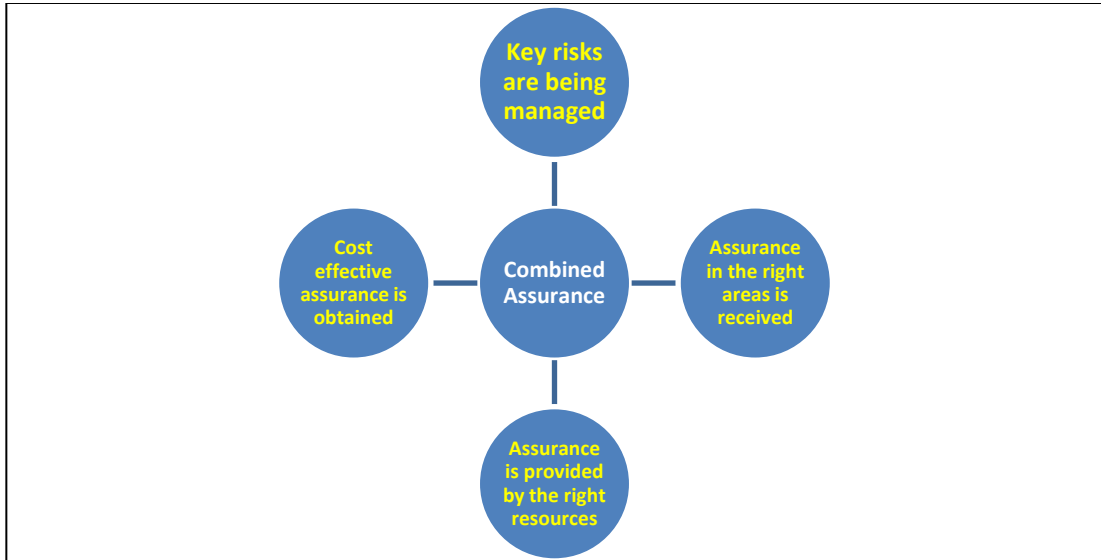 Key risks
are being
managed
Cost
effective
assurance is
obtained
Combined
Assurance
Assurance
in the right
areas is
received
Assurance
is provided
by the right
resources